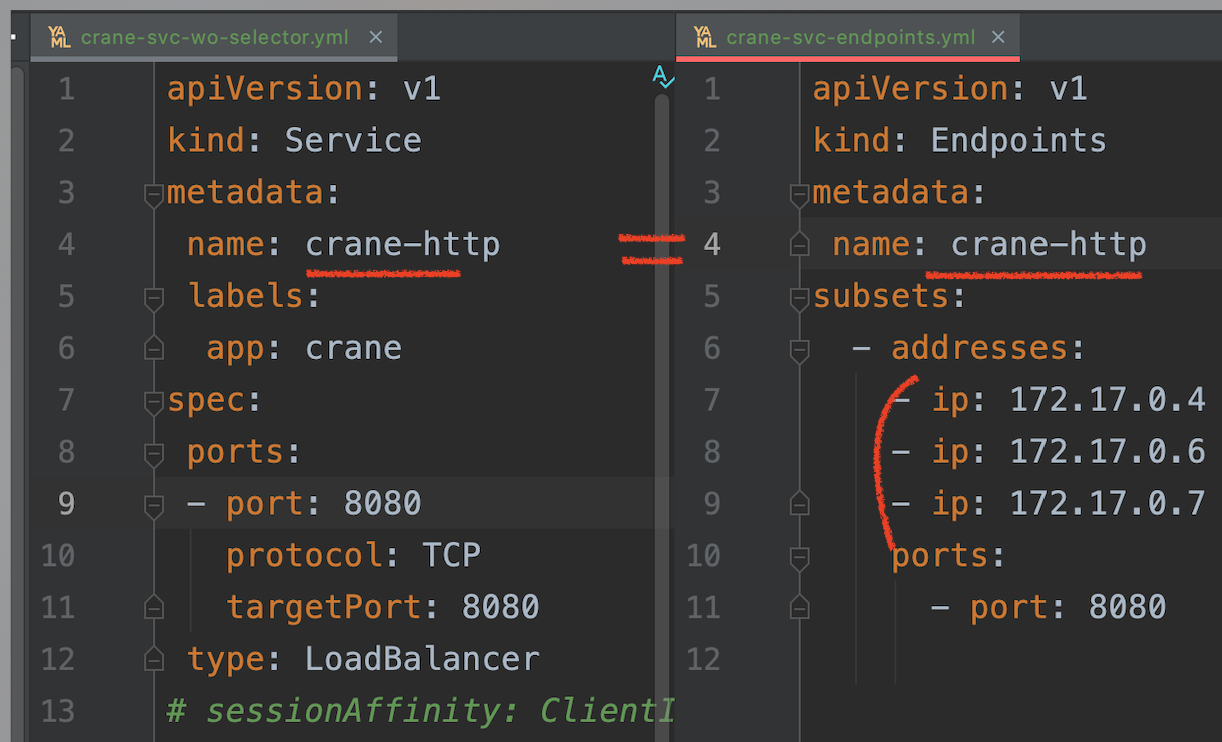 YAML crane-svc-wo-selector.yml ×
1 apiVersion: v1
2 kind: Service
3 metadata:
4 name: crane-http
5 labels:
6 app: crane
7 spec:
8 ports:
9 - port: 8080
10 protocol: TCP
11 targetPort: 8080
12 type: LoadBalancer
13 # sessionAffinity: ClientI
YAML crane-svc-endpoints.yml ×
1 apiVersion: v1
2 kind: Endpoints
3 metadata:
4 name: crane-http
5 subsets:
6 - addresses:
7 - ip: 172.17.0.4
8 - ip: 172.17.0.6
9 - ip: 172.17.0.7
10 ports:
11 - port: 8080
12